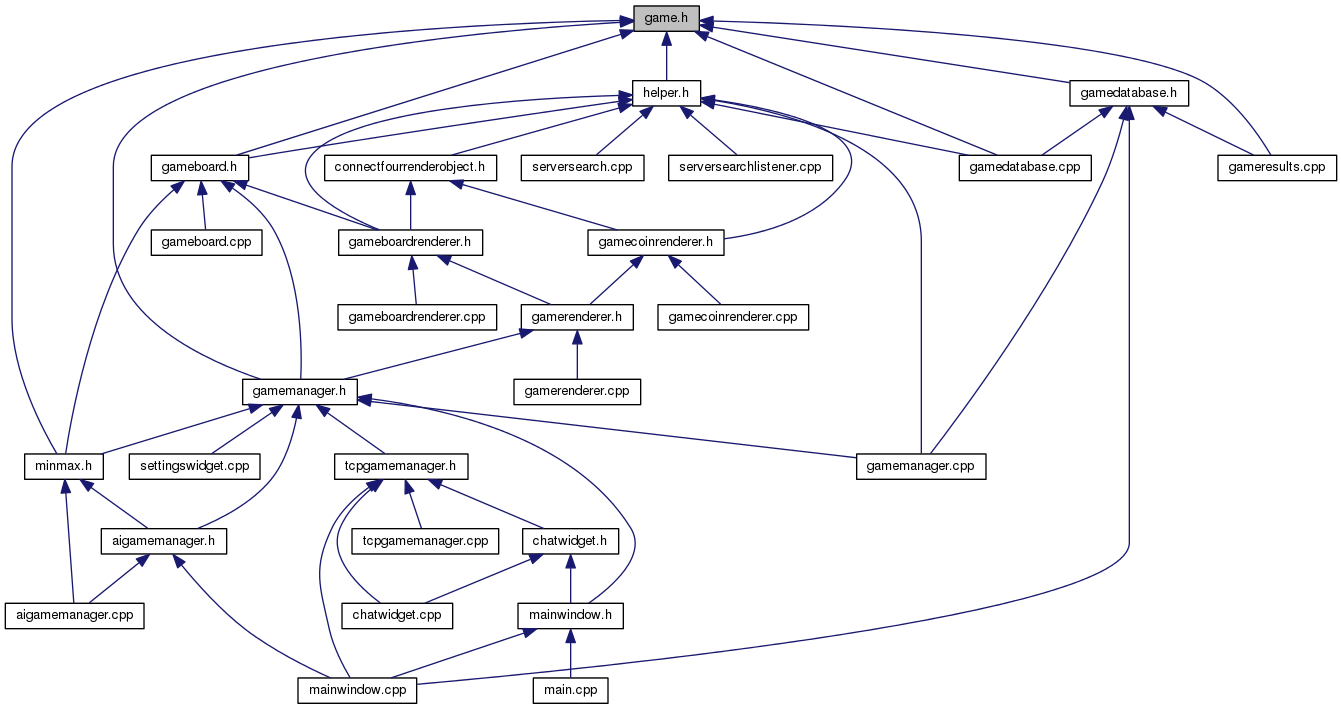 game.h
helper.h
gamedatabase.h
gameboard.h
connectfourrenderobject.h
serversearch.cpp
serversearchlistener.cpp
gamedatabase.cpp
gameresults.cpp
gameboard.cpp
gameboardrenderer.h
gamecoinrenderer.h
gameboardrenderer.cpp
gamerenderer.h
gamecoinrenderer.cpp
gamemanager.h
gamerenderer.cpp
minmax.h
settingswidget.cpp
tcpgamemanager.h
gamemanager.cpp
aigamemanager.h
tcpgamemanager.cpp
chatwidget.h
aigamemanager.cpp
chatwidget.cpp
mainwindow.h
mainwindow.cpp
main.cpp